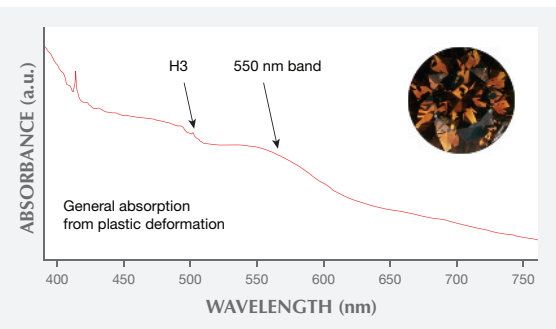 H3
550 nm band
ABSORBANCE (a.u.)
General absorption
from plastic deformation
400 450 500 550 600 650 700 750
WAVELENGTH (nm)